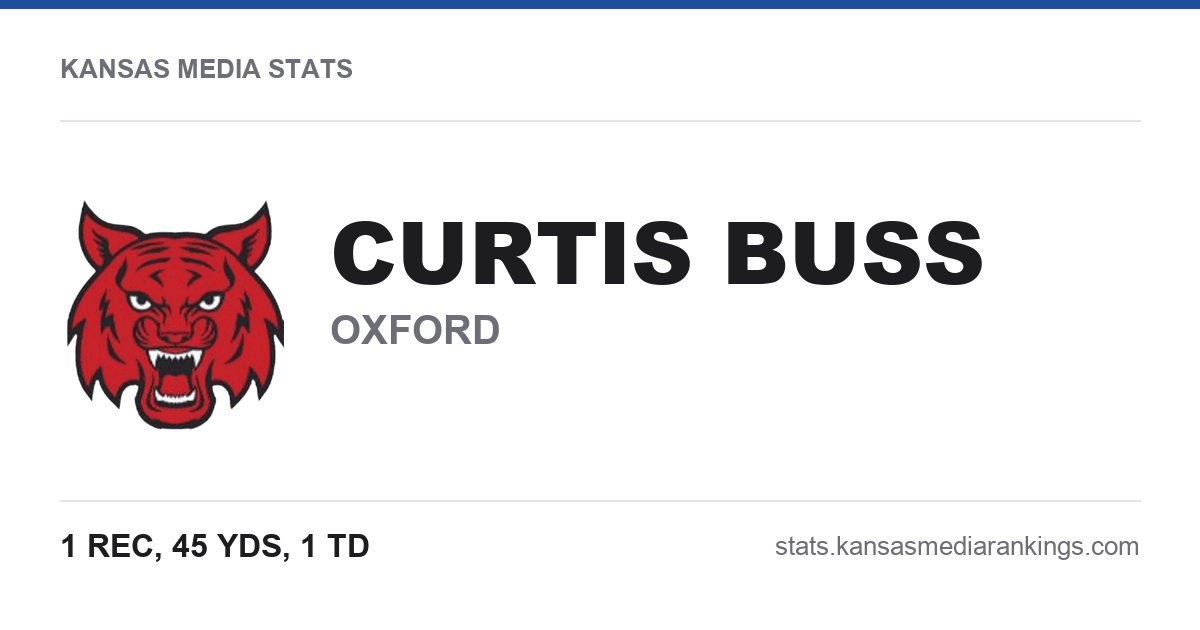 KANSAS MEDIA STATS
CURTIS BUSS
OXFORD
1 REC, 45 YDS, 1 TD
stats.kansasmediarankings.com